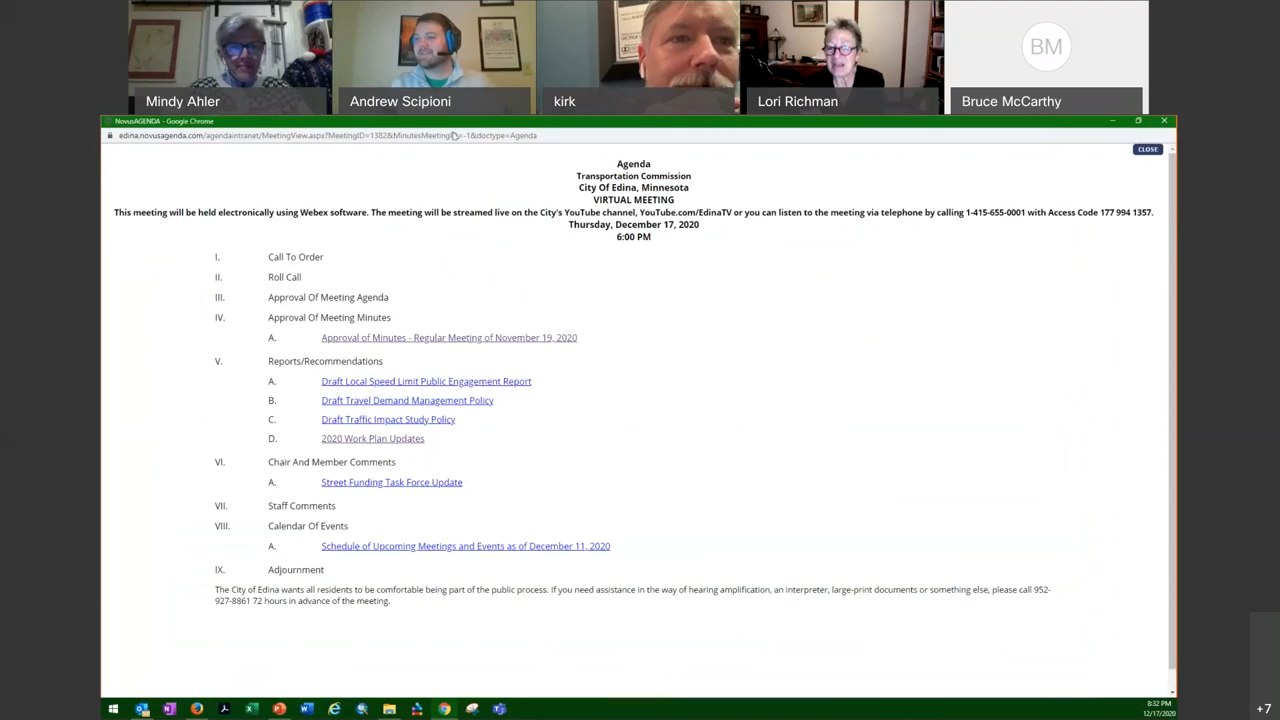 BM
Mindy Ahler
Andrew Scipioni
kirk
Lori Richman
Bruce McCarthy
NovusAGENDA - Google Chrome
CLOSE
Agenda
Transportation Commission
City Of Edina, Minnesota
VIRTUAL MEETING
This meeting will be held electronically using Webex software. The meeting will be streamed live on the City's YouTube channel, YouTube.com/EdinaTV or you can listen to the meeting via telephone by calling 1-415-655-0001 with Access Code 177 994 1357.
Thursday, December 17, 2020
6:00 PM
I. Call To Order
II. Roll Call
III. Approval Of Meeting Agenda
IV. Approval Of Meeting Minutes
A. Approval of Minutes - Regular Meeting of November 19, 2020
V. Reports/Recommendations
A. Draft Local Speed Limit Public Engagement Report
B. Draft Travel Demand Management Policy
C. Draft Traffic Impact Study Policy
D. 2020 Work Plan Updates
VI. Chair And Member Comments
A. Street Funding Task Force Update
VII. Staff Comments
VIII. Calendar Of Events
A. Schedule of Upcoming Meetings and Events as of December 11, 2020
IX. Adjournment
The City of Edina wants all residents to be comfortable being part of the public process. If you need assistance in the way of hearing amplification, an interpreter, large-print documents or something else, please call 952-
927-8861 72 hours in advance of the meeting.
8:32 PM
12/17/2020
+7